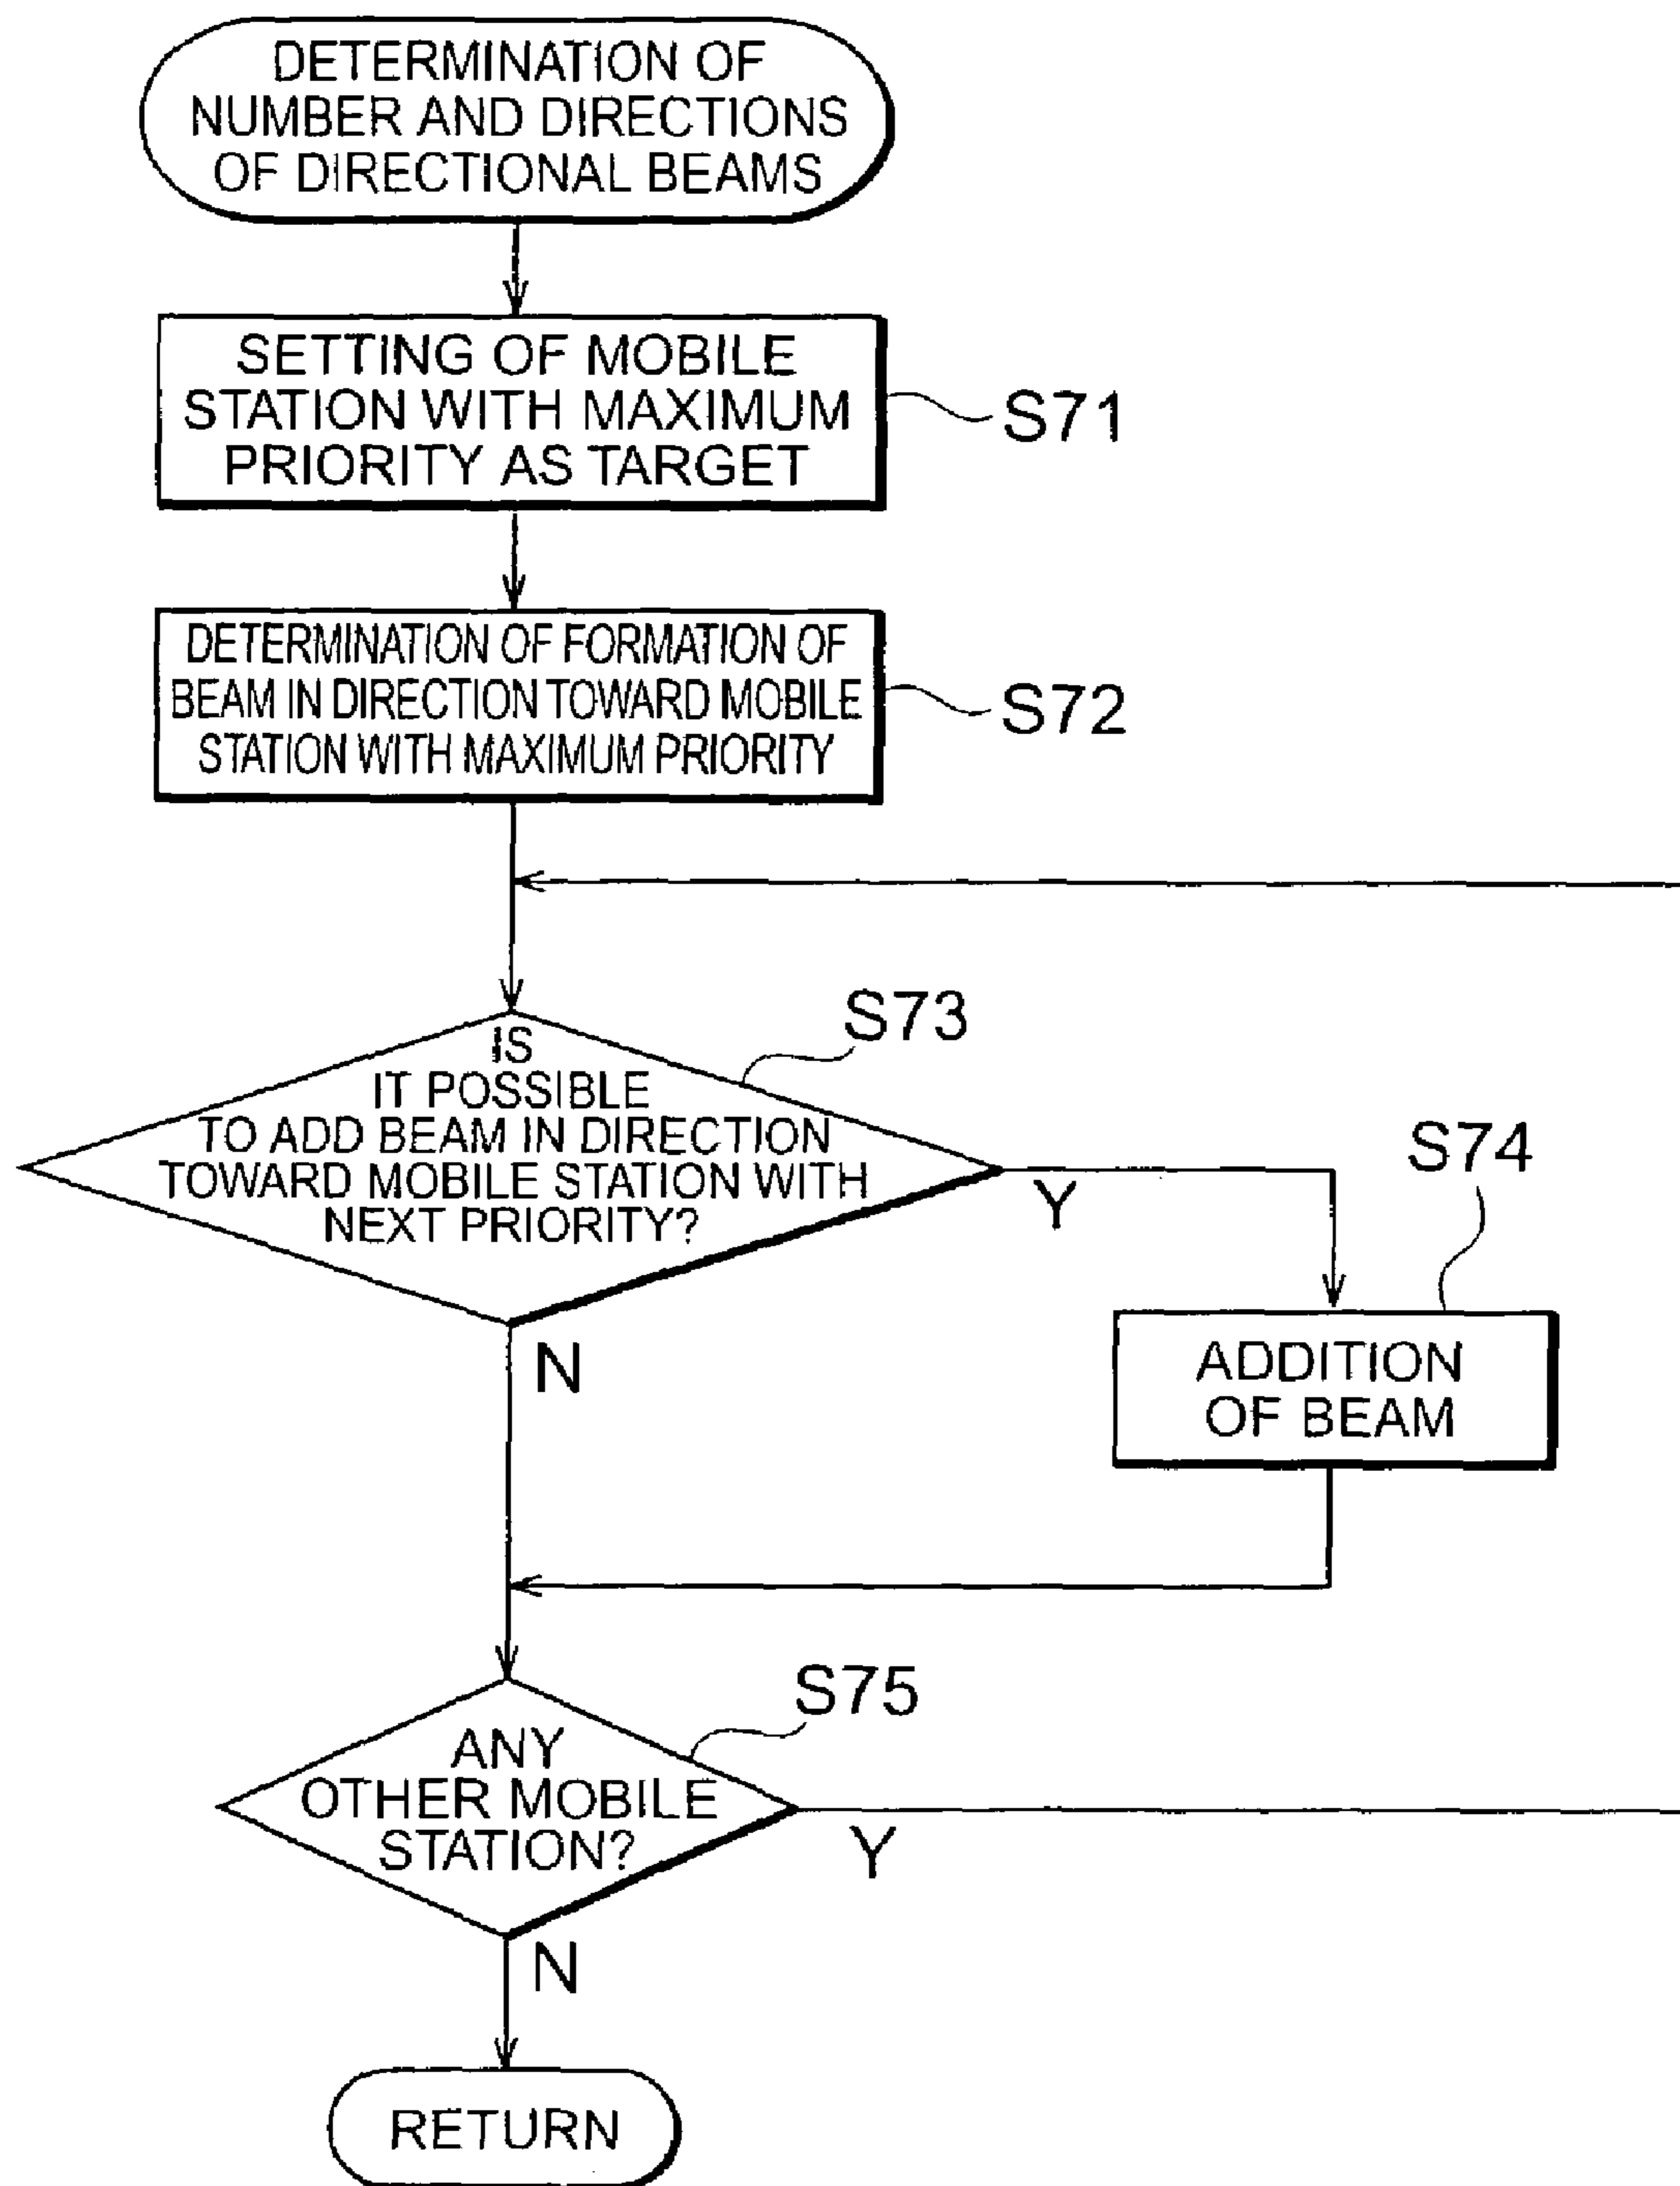 DETERMINATION OF
NUMBER AND DIRECTIONS
OF DIRECTIONAL BEAMS
SETTING OF MOBILE
STATION WITH MAXIMUM
PRIORITY AS TARGET
S71
DETERMINATION OF FORMATION OF
BEAM IN DIRECTION TOWARD MOBILE
STATION WITH MAXIMUM PRIORITY
S72
S73
IS
IT POSSIBLE
TO ADD BEAM IN DIRECTION
TOWARD MOBILE STATION WITH
NEXT PRIORITY?
Y
N
S74
ADDITION
OF BEAM
S75
ANY
OTHER MOBILE
STATION?
Y
N
RETURN